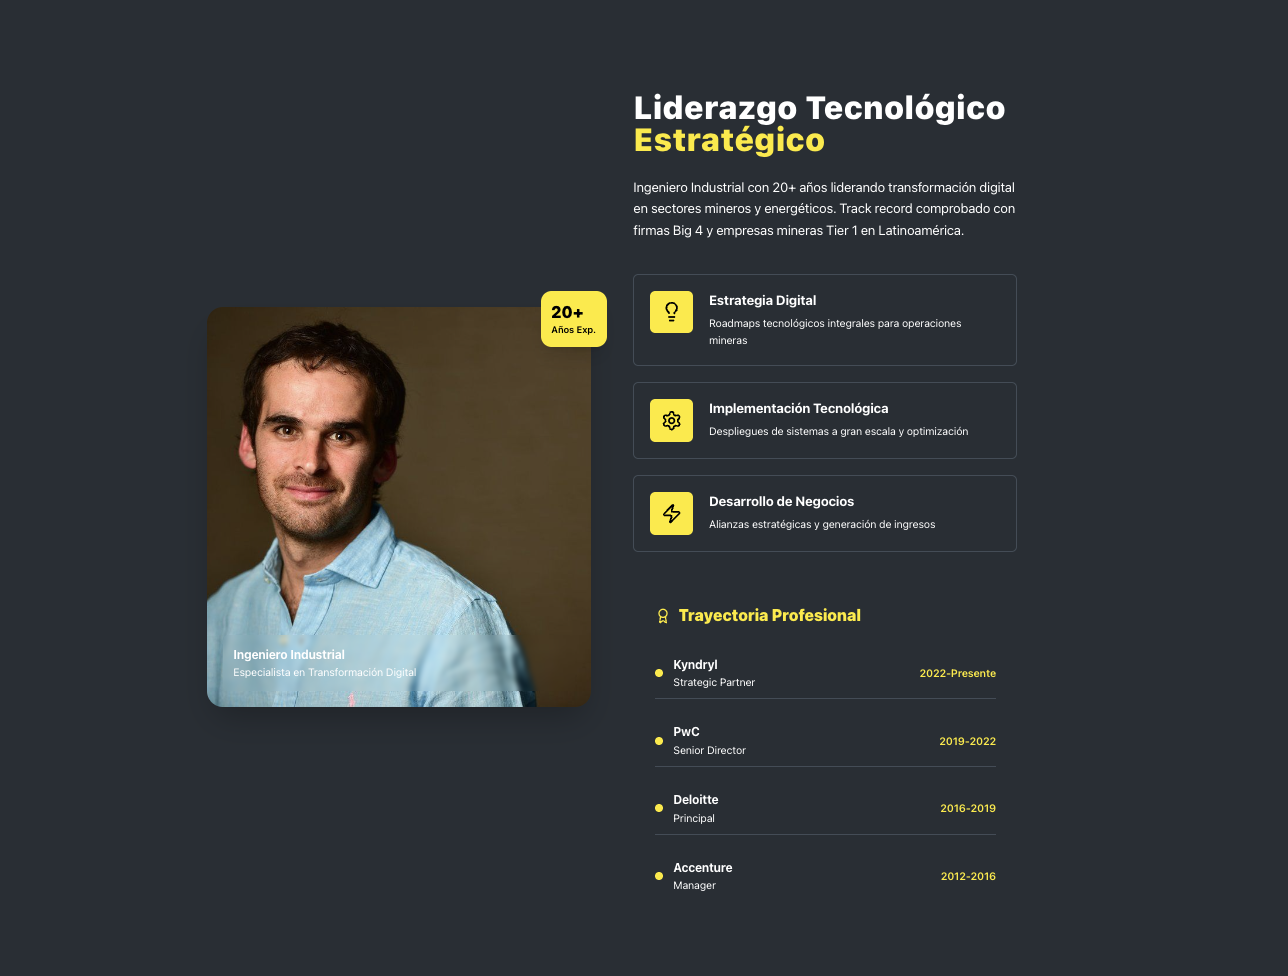 Liderazgo Tecnológico
Estratégico
Ingeniero Industrial con 20+ años liderando transformación digital
en sectores mineros y energéticos. Track record comprobado con
firmas Big 4 y empresas mineras Tier 1 en Latinoamérica.
20+
Años Exp.
Ingeniero Industrial
Especialista en Transformación Digital
Estrategia Digital
Roadmaps tecnológicos integrales para operaciones
mineras
Implementación Tecnológica
Despliegues de sistemas a gran escala y optimización
Desarrollo de Negocios
Alianzas estratégicas y generación de ingresos
Trayectoria Profesional
Kyndryl
Strategic Partner
2022-Presente
PwC
Senior Director
2019-2022
Deloitte
Principal
2016-2019
Accenture
Manager
2012-2016